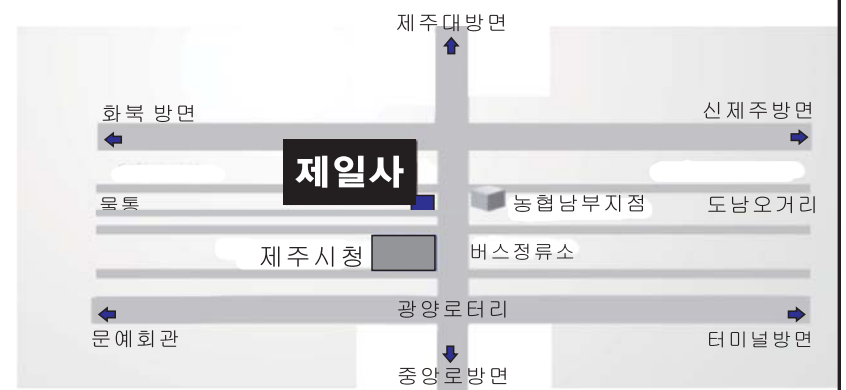 제주대방면
화북 방면
신제주방면
제일사
물통
농협남부지점
도남오거리
제주시청
버스정류소
광양로터리
문예회관
터미널방면
중앙로방면